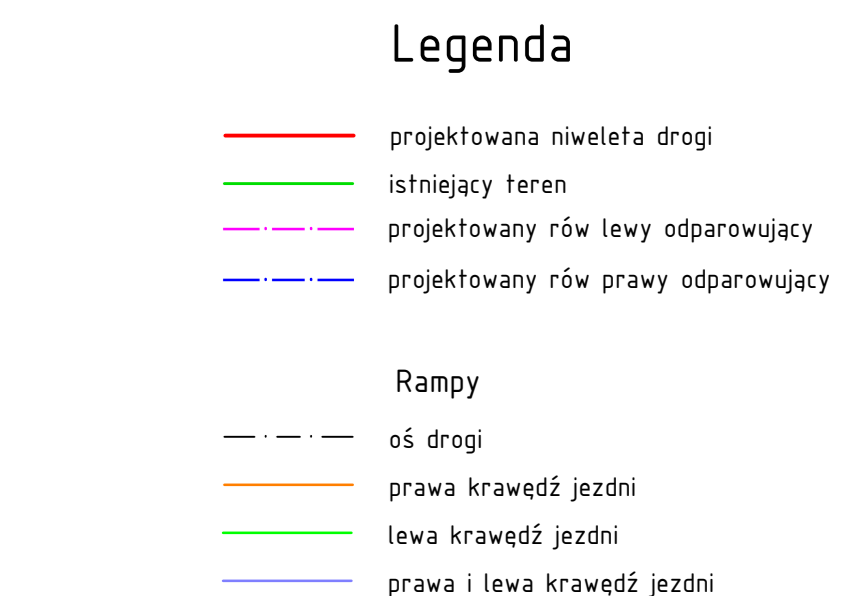 Legenda
projektowana niweleta drogi
istniejący teren
projektowany rów lewy odparowujący
projektowany rów prawy odparowujący
Rampy
oś drogi
prawa krawędź jezdni
lewa krawędź jezdni
prawa i lewa krawędź jezdni